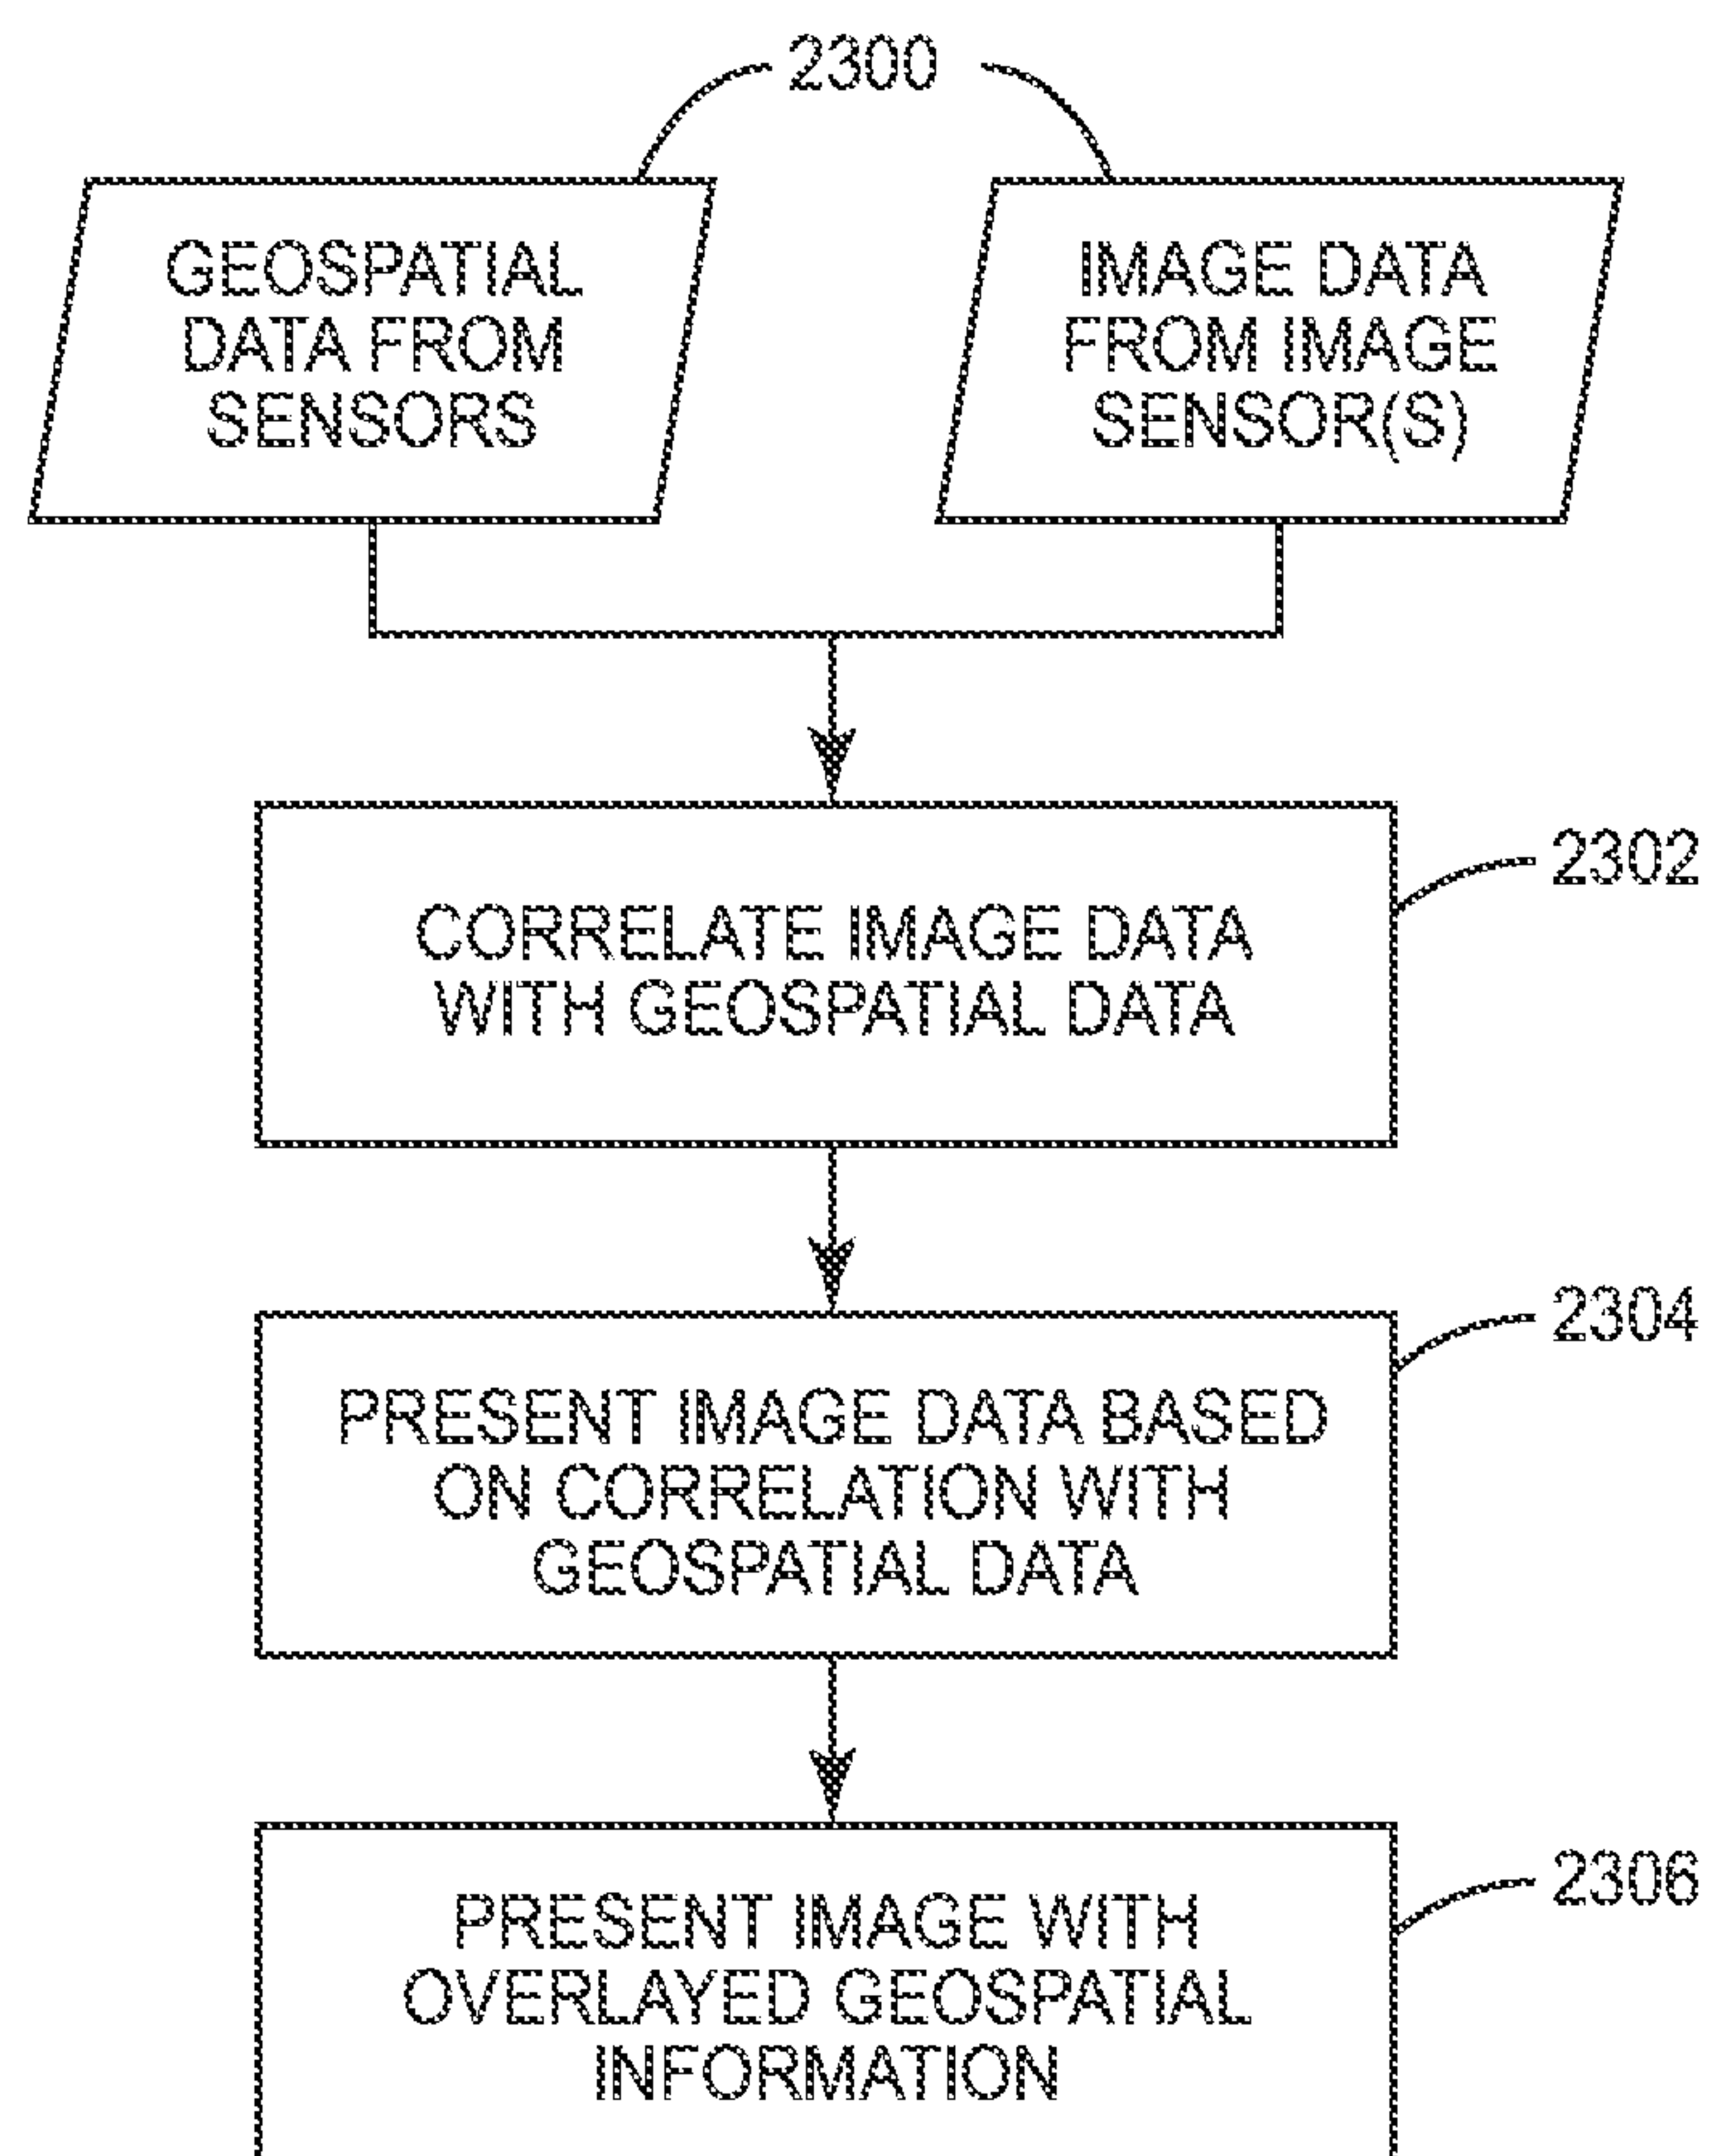 2300
GEOSPATIAL
DATA FROM
SENSORS
IMAGE DATA
FROM IMAGE
SENSOR(S)
2302
CORRELATE IMAGE DATA
WITH GEOSPATIAL DATA
2304
PRESENT IMAGE DATA BASED
ON CORRELATION WITH
GEOSPATIAL DATA
2306
PRESENT IMAGE WITH
OVERLAYED GEOSPATIAL
INFORMATION